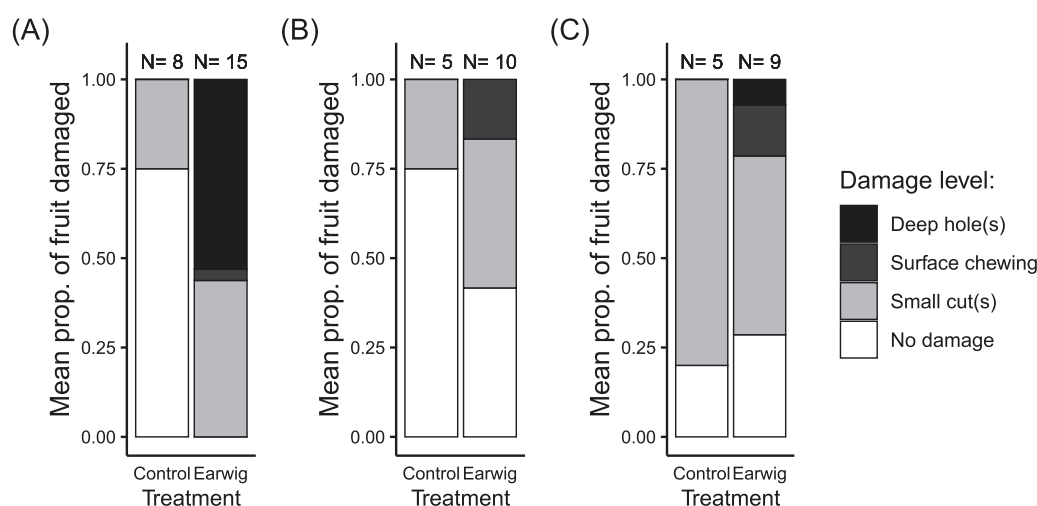 (A)
N= 8 N= 15
1.00
0.75
0.50
0.25
0.00
Mean prop. of fruit damaged
Control Earwig
Treatment
(B)
N= 5 N= 10
1.00
0.75
0.50
0.25
0.00
Mean prop. of fruit damaged
Control Earwig
Treatment
(C)
N= 5 N= 9
1.00
0.75
0.50
0.25
0.00
Mean prop. of fruit damaged
Control Earwig
Treatment
Damage level:
Deep hole(s)
Surface chewing
Small cut(s)
No damage